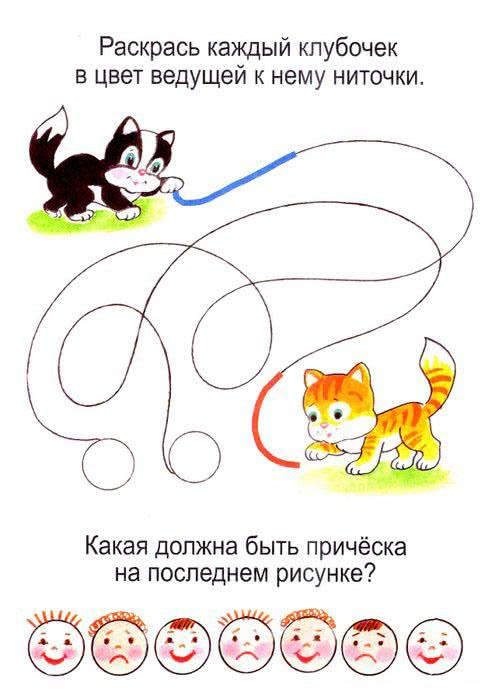 Раскрась каждый клубочек
в цвет ведущей к нему ниточки.
Какая должна быть причёска
на последнем рисунке?